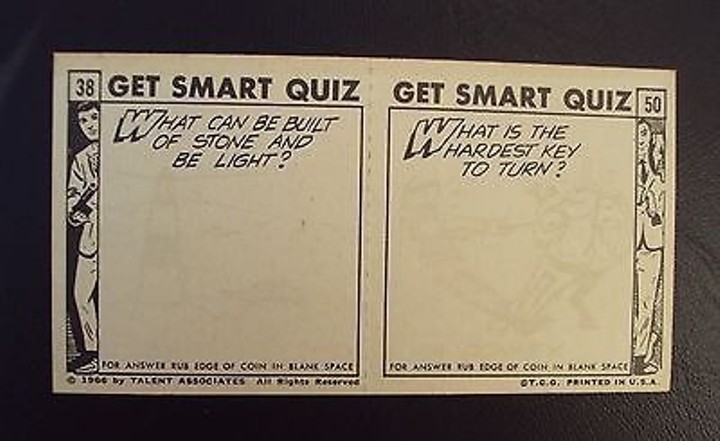 38 GET SMART QUIZ
WHAT CAN BE BUILT
OF STONE AND
BE LIGHT?
FOR ANSWER RUB EDGE OF COIN IN BLANK SPACE
© 1966 by TALENT ASSOCIATES All Rights Reserved
GET SMART QUIZ 50
WHAT IS THE
HARDEST KEY
TO TURN?
FOR ANSWER RUB EDGE OF COIN IN BLANK SPACE
©T.C.G. PRINTED IN U.S.A.